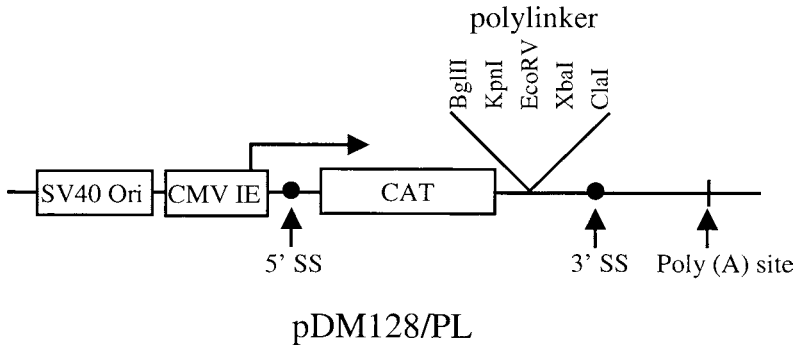 polylinker
BglII
KpnI
EcoRV
XbaI
ClaI
SV40 Ori
CMV IE
CAT
5' SS
3' SS
Poly (A) site
pDM128/PL